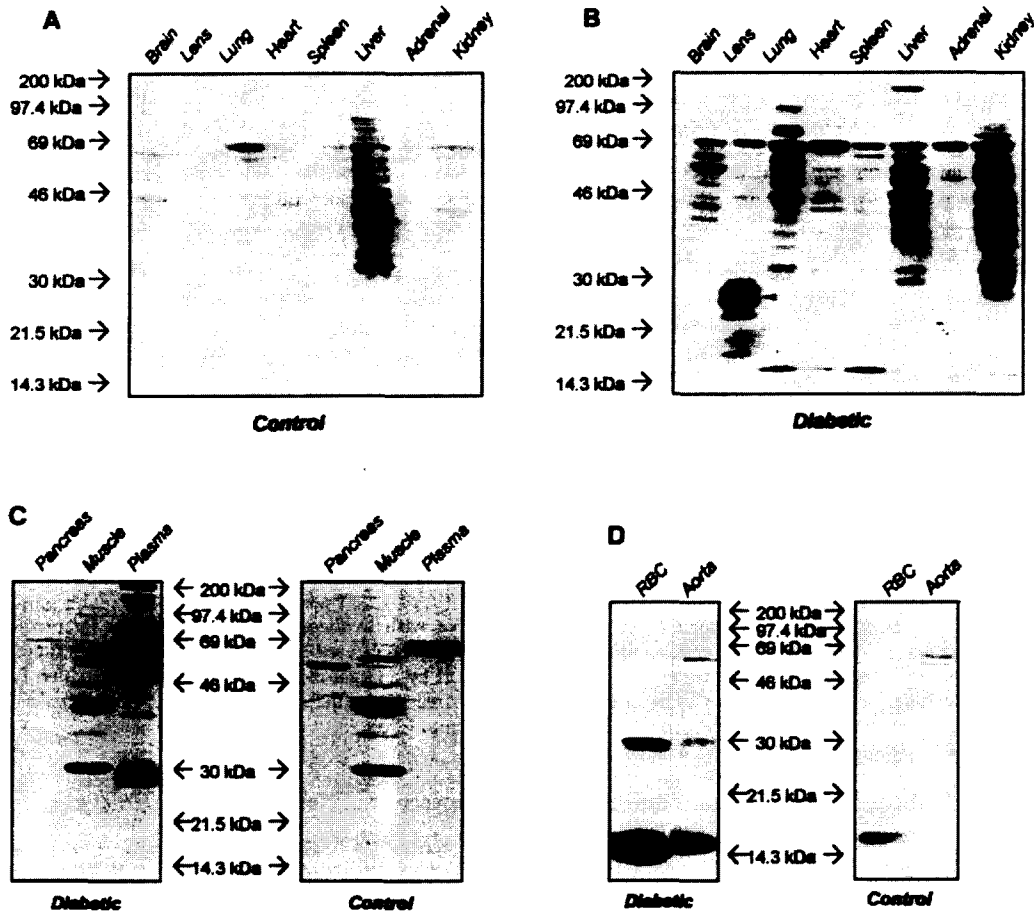 A
Brain Lens Lung Heart Spleen Liver Adrenal Kidney
200 kDa →
97.4 kDa →
69 kDa →
46 kDa →
30 kDa →
21.5 kDa →
14.3 kDa →
Control
B
Brain Lens Lung Heart Spleen Liver Adrenal Kidney
200 kDa →
97.4 kDa →
69 kDa →
46 kDa →
30 kDa →
21.5 kDa →
14.3 kDa →
Diabetic
C
Pancreas Muscle Plasma
Pancreas Muscle Plasma
← 200 kDa →
← 97.4 kDa →
← 69 kDa →
← 46 kDa →
← 30 kDa →
← 21.5 kDa →
← 14.3 kDa →
Diabetic
Control
D
RBC Aorta
RBC Aorta
← 200 kDa →
← 97.4 kDa →
← 69 kDa →
← 46 kDa →
← 30 kDa →
← 21.5 kDa →
← 14.3 kDa →
Diabetic
Control